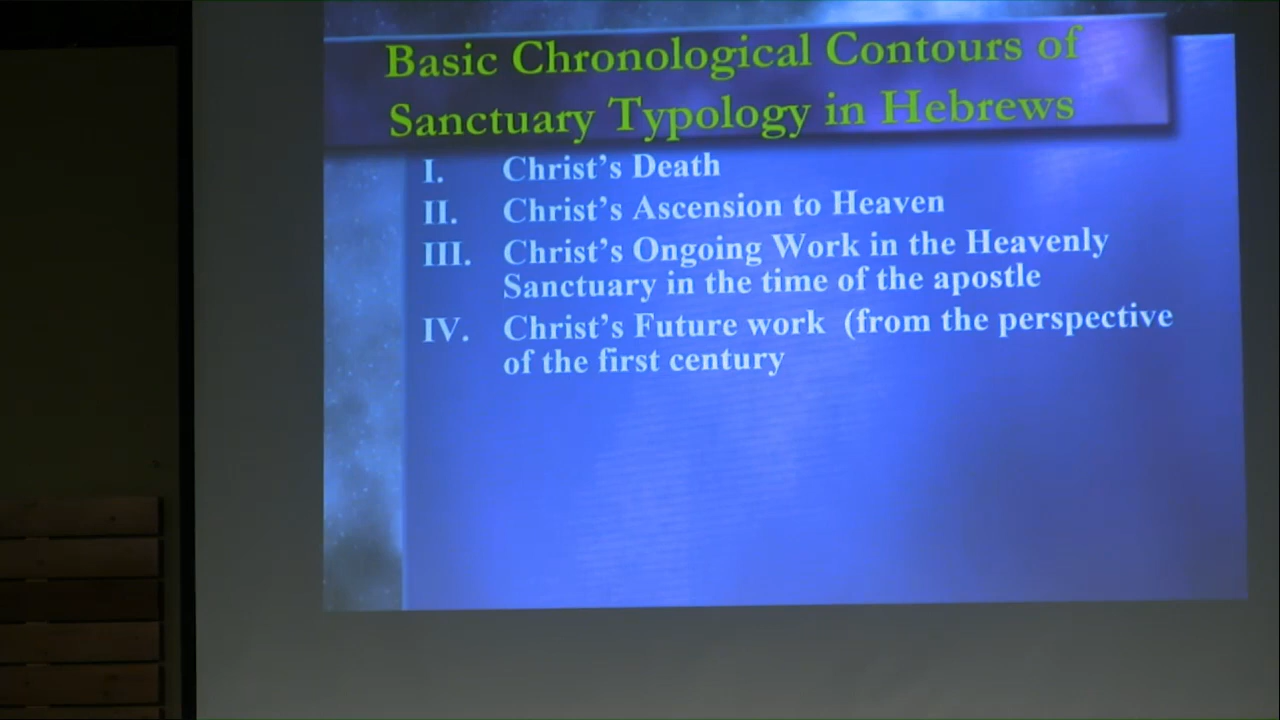 Basic Chronological Contours of
Sanctuary Typology in Hebrews
I. Christ's Death
II. Christ's Ascension to Heaven
III. Christ's Ongoing Work in the Heavenly
Sanctuary in the time of the apostle
IV. Christ's Future work (from the perspective
of the first century